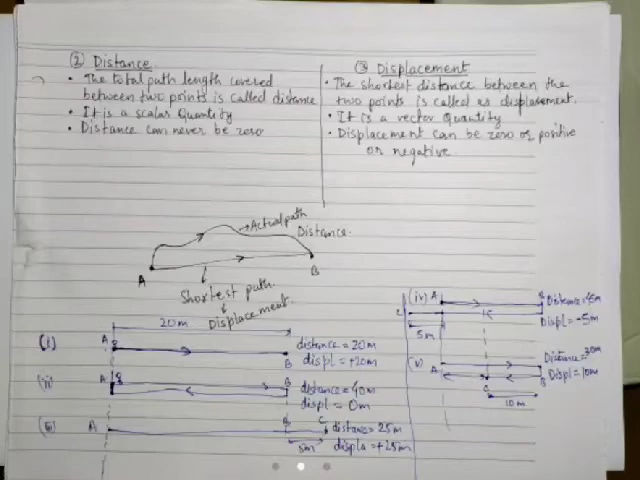 ② Distance
• The total path length covered
between two points is called distance
• It is a scalar Quantity
• Distance can never be zero
③ Displacement
• The shortest distance between the
two points is called as displasement.
• It is a vector Quantity
• Displacement can be zero or positive
or negative
Actual path
Distance
A
B
Shortest path
Displacement
20m
(i) A
B
distance = 20m
displ = +20m
(ii) A
B
distance = 40m
displ = 0m
(iii) A
B
C
5m
distance = 25m
displa = +25m
(iv) A
5m
Displ = -5m
(v) A
B
C
10m
Distance = 30m
Displ = 10m